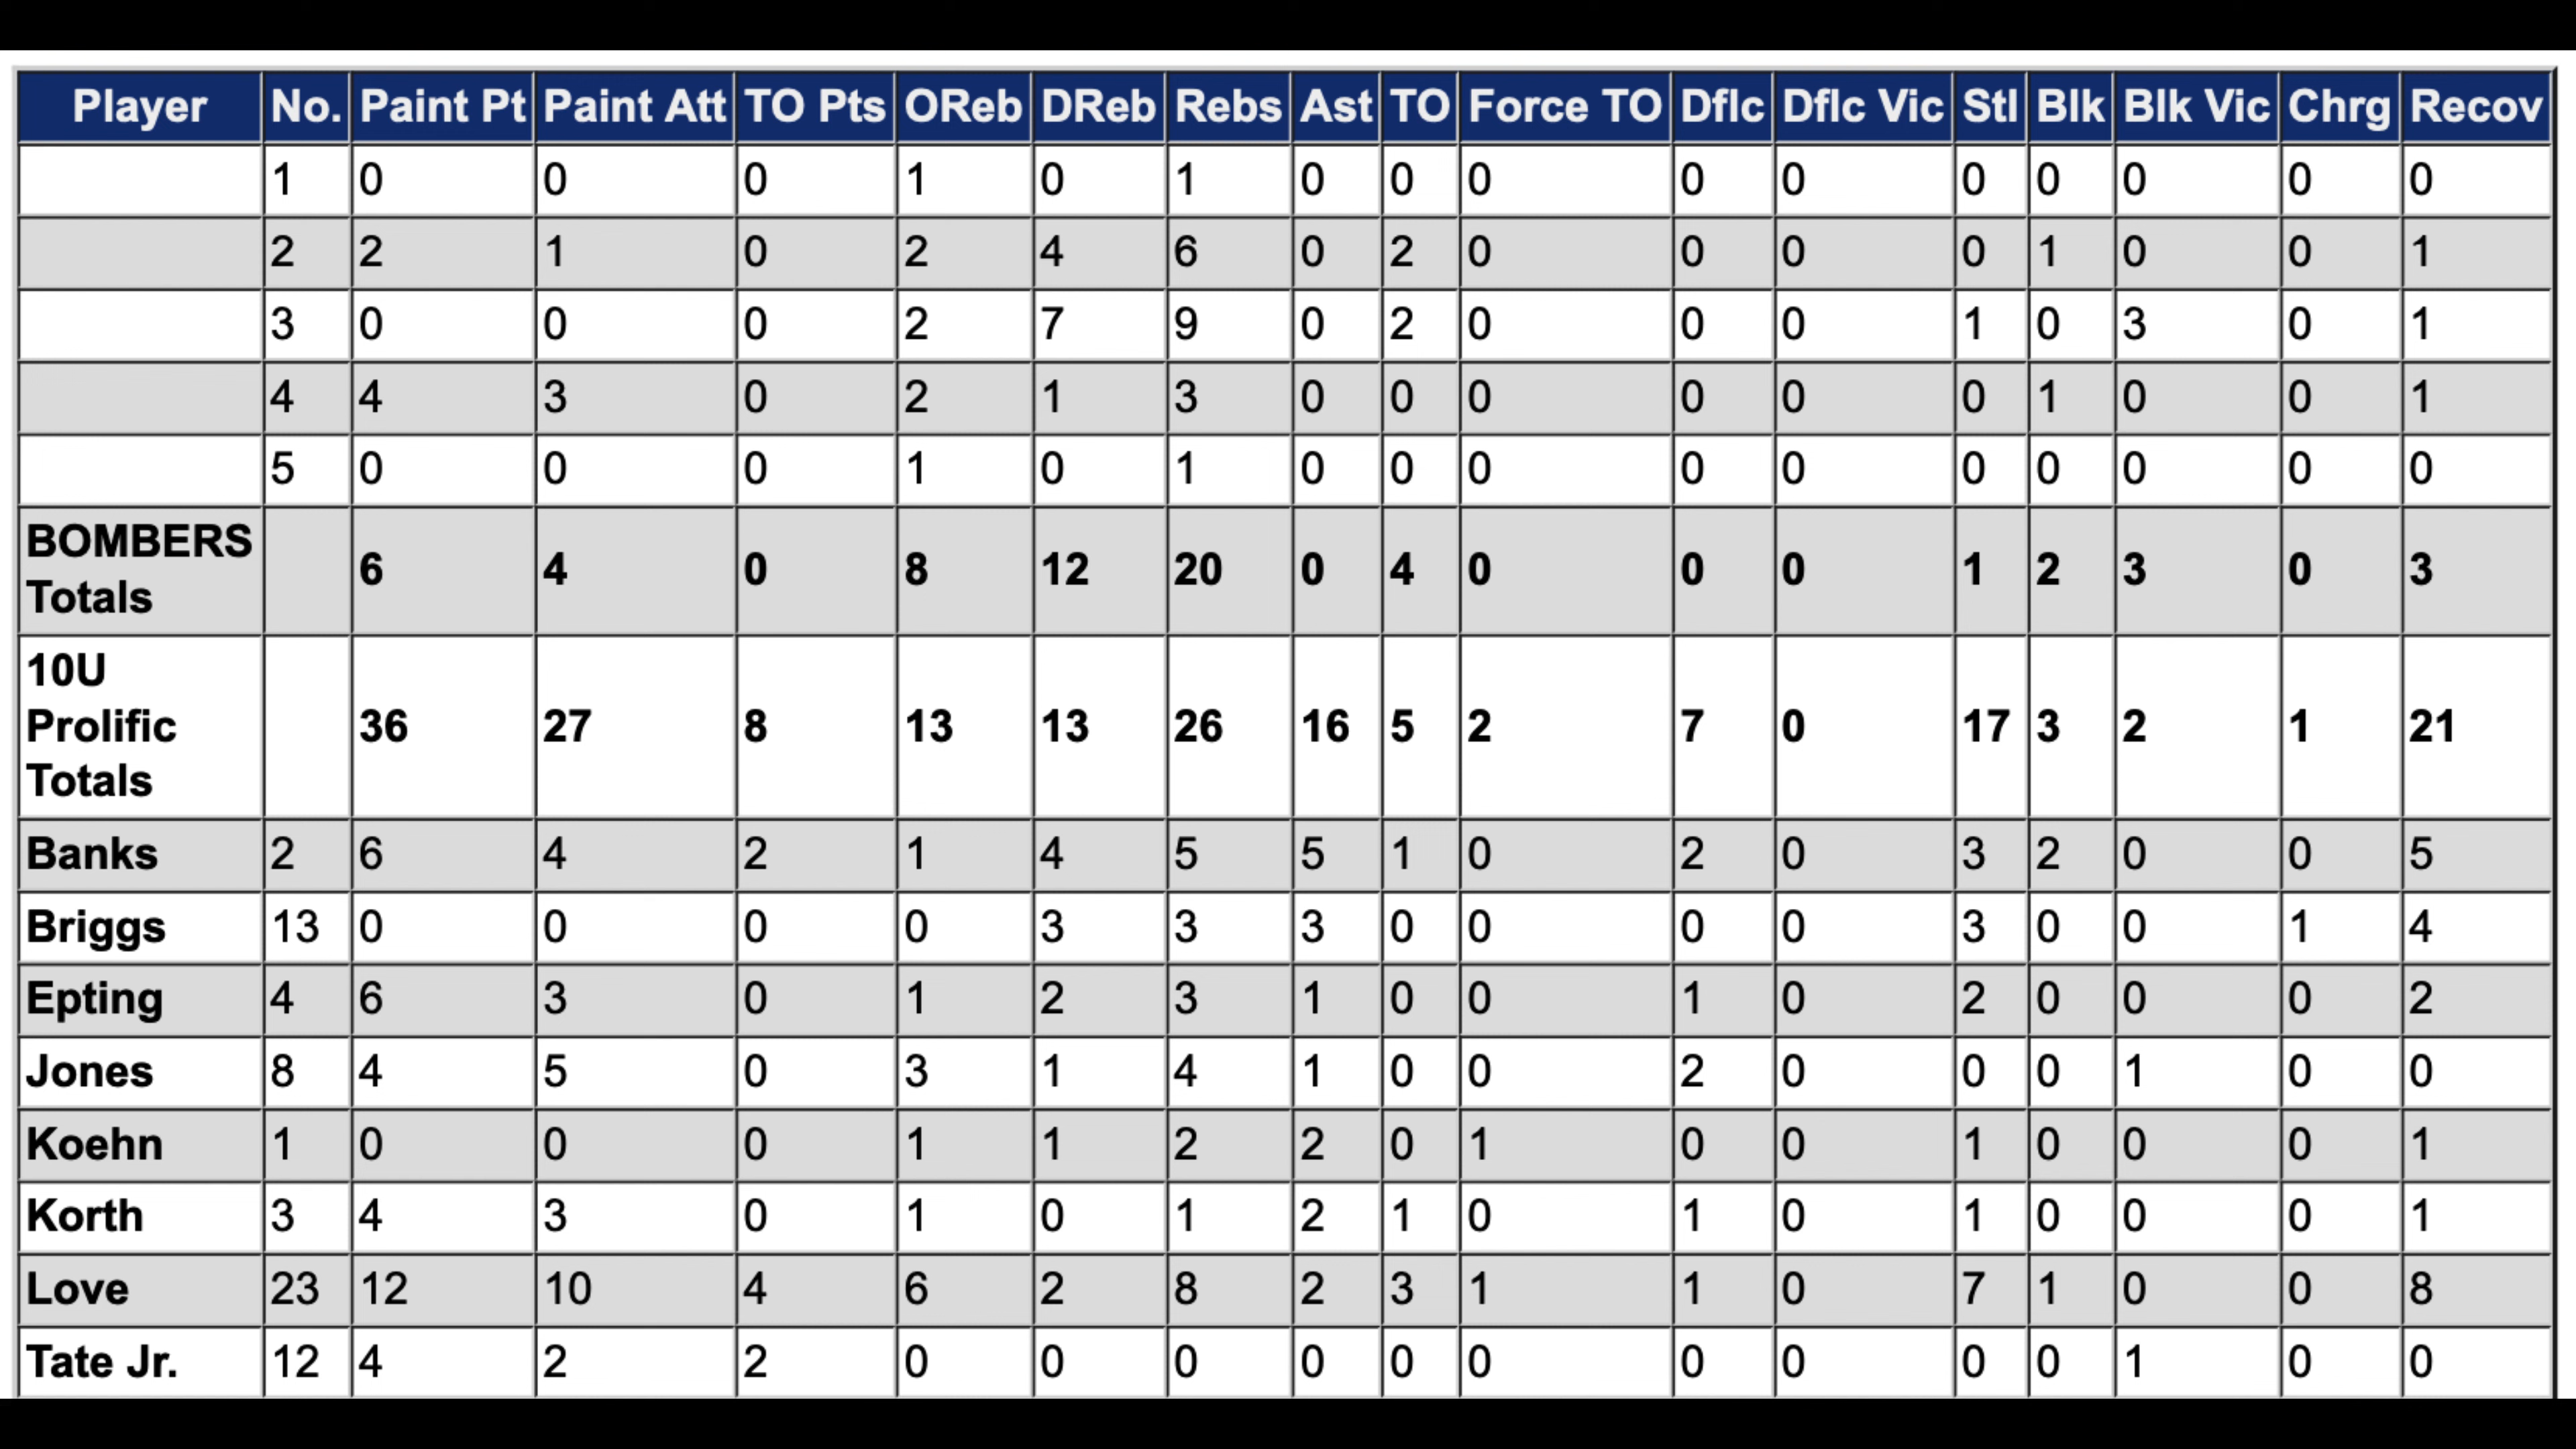 Player No. Paint Pt Paint Att TO Pts OReb DReb Rebs Ast TO Force TO Dflc Dflc Vic Stl Blk Blk Vic Chrg Recov
1 0 0 0 1 0 1 0 0 0 0 0 0 0 0 0 0
2 2 1 0 2 4 6 0 2 0 0 0 0 1 0 0 1
3 0 0 0 2 7 9 0 2 0 0 0 1 0 3 0 1
4 4 3 0 2 1 3 0 0 0 0 0 0 1 0 0 1
5 0 0 0 1 0 1 0 0 0 0 0 0 0 0 0 0
BOMBERS
Totals 6 4 0 8 12 20 0 4 0 0 0 1 2 3 0 3
10U
Prolific 36 27 8 13 13 26 16 5 2 7 0 17 3 2 1 21
Totals
Banks 2 6 4 2 1 4 5 5 1 0 2 0 3 2 0 0 5
Briggs 13 0 0 0 0 3 3 3 0 0 0 0 3 0 0 1 4
Epting 4 6 3 0 1 2 3 1 0 0 1 0 2 0 0 0 2
Jones 8 4 5 0 3 1 4 1 0 0 2 0 0 0 1 0 0
Koehn 1 0 0 0 1 1 2 2 0 1 0 0 1 0 0 0 1
Korth 3 4 3 0 1 0 1 2 1 0 1 0 1 0 0 0 1
Love 23 12 10 4 6 2 8 2 3 1 1 0 7 1 0 0 8
Tate Jr. 12 4 2 2 0 0 0 0 0 0 0 0 0 0 1 0 0